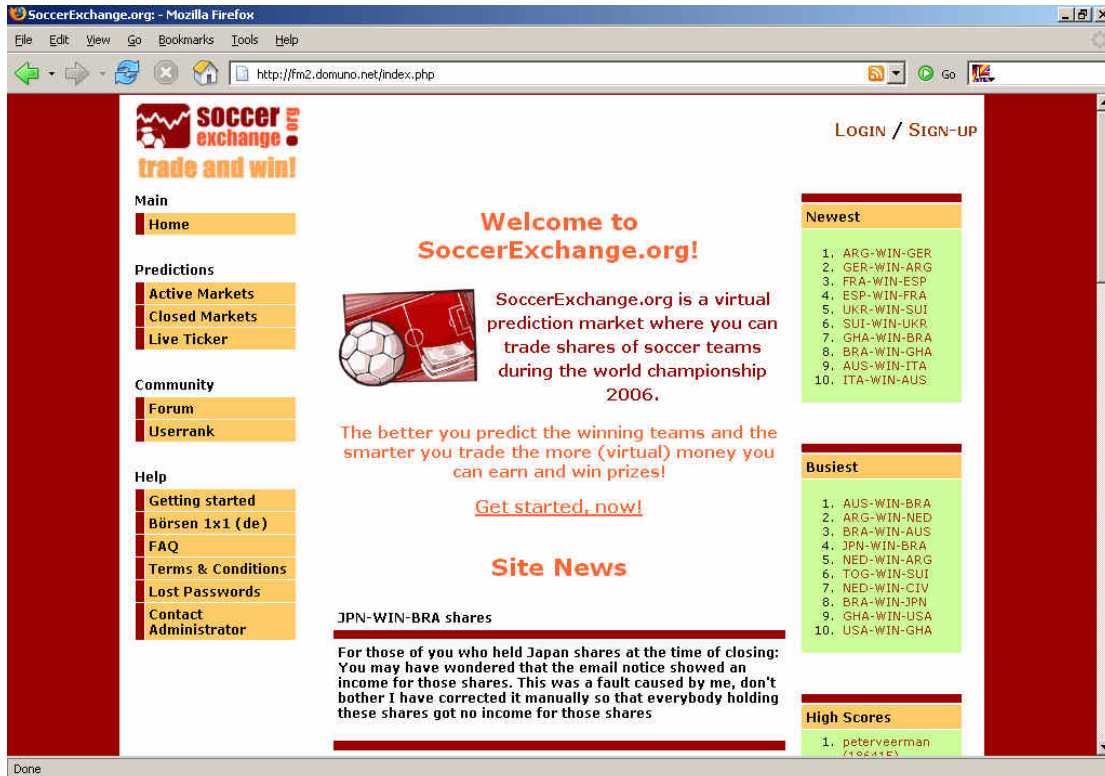 SoccerExchange.org: - Mozilla Firefox
File Edit View Go Bookmarks Tools Help
http://fm2.domuno.net/index.php
Go
soccer
exchange
.org
trade and win!
LOGIN / SIGN-UP
Main
Home
Predictions
Active Markets
Closed Markets
Live Ticker
Community
Forum
Userrank
Help
Getting started
Börsen 1x1 (de)
FAQ
Terms & Conditions
Lost Passwords
Contact
Administrator
Welcome to
SoccerExchange.org!
SoccerExchange.org is a virtual
prediction market where you can
trade shares of soccer teams
during the world championship
2006.
The better you predict the winning teams and the
smarter you trade the more (virtual) money you
can earn and win prizes!
Get started, now!
Site News
JPN-WIN-BRA shares
For those of you who held Japan shares at the time of closing:
You may have wondered that the email notice showed an
income for those shares. This was a fault caused by me, don't
bother I have corrected it manually so that everybody holding
these shares got no income for those shares
Newest
1. ARG-WIN-GER
2. GER-WIN-ARG
3. FRA-WIN-ESP
4. ESP-WIN-FRA
5. UKR-WIN-SUI
6. SUI-WIN-UKR
7. GHA-WIN-BRA
8. BRA-WIN-GHA
9. AUS-WIN-ITA
10. ITA-WIN-AUS
Busiest
1. AUS-WIN-BRA
2. ARG-WIN-NED
3. BRA-WIN-AUS
4. JPN-WIN-BRA
5. NED-WIN-ARG
6. TOG-WIN-SUI
7. NED-WIN-CIV
8. BRA-WIN-JPN
9. GHA-WIN-USA
10. USA-WIN-GHA
High Scores
1. peterveerman
Done